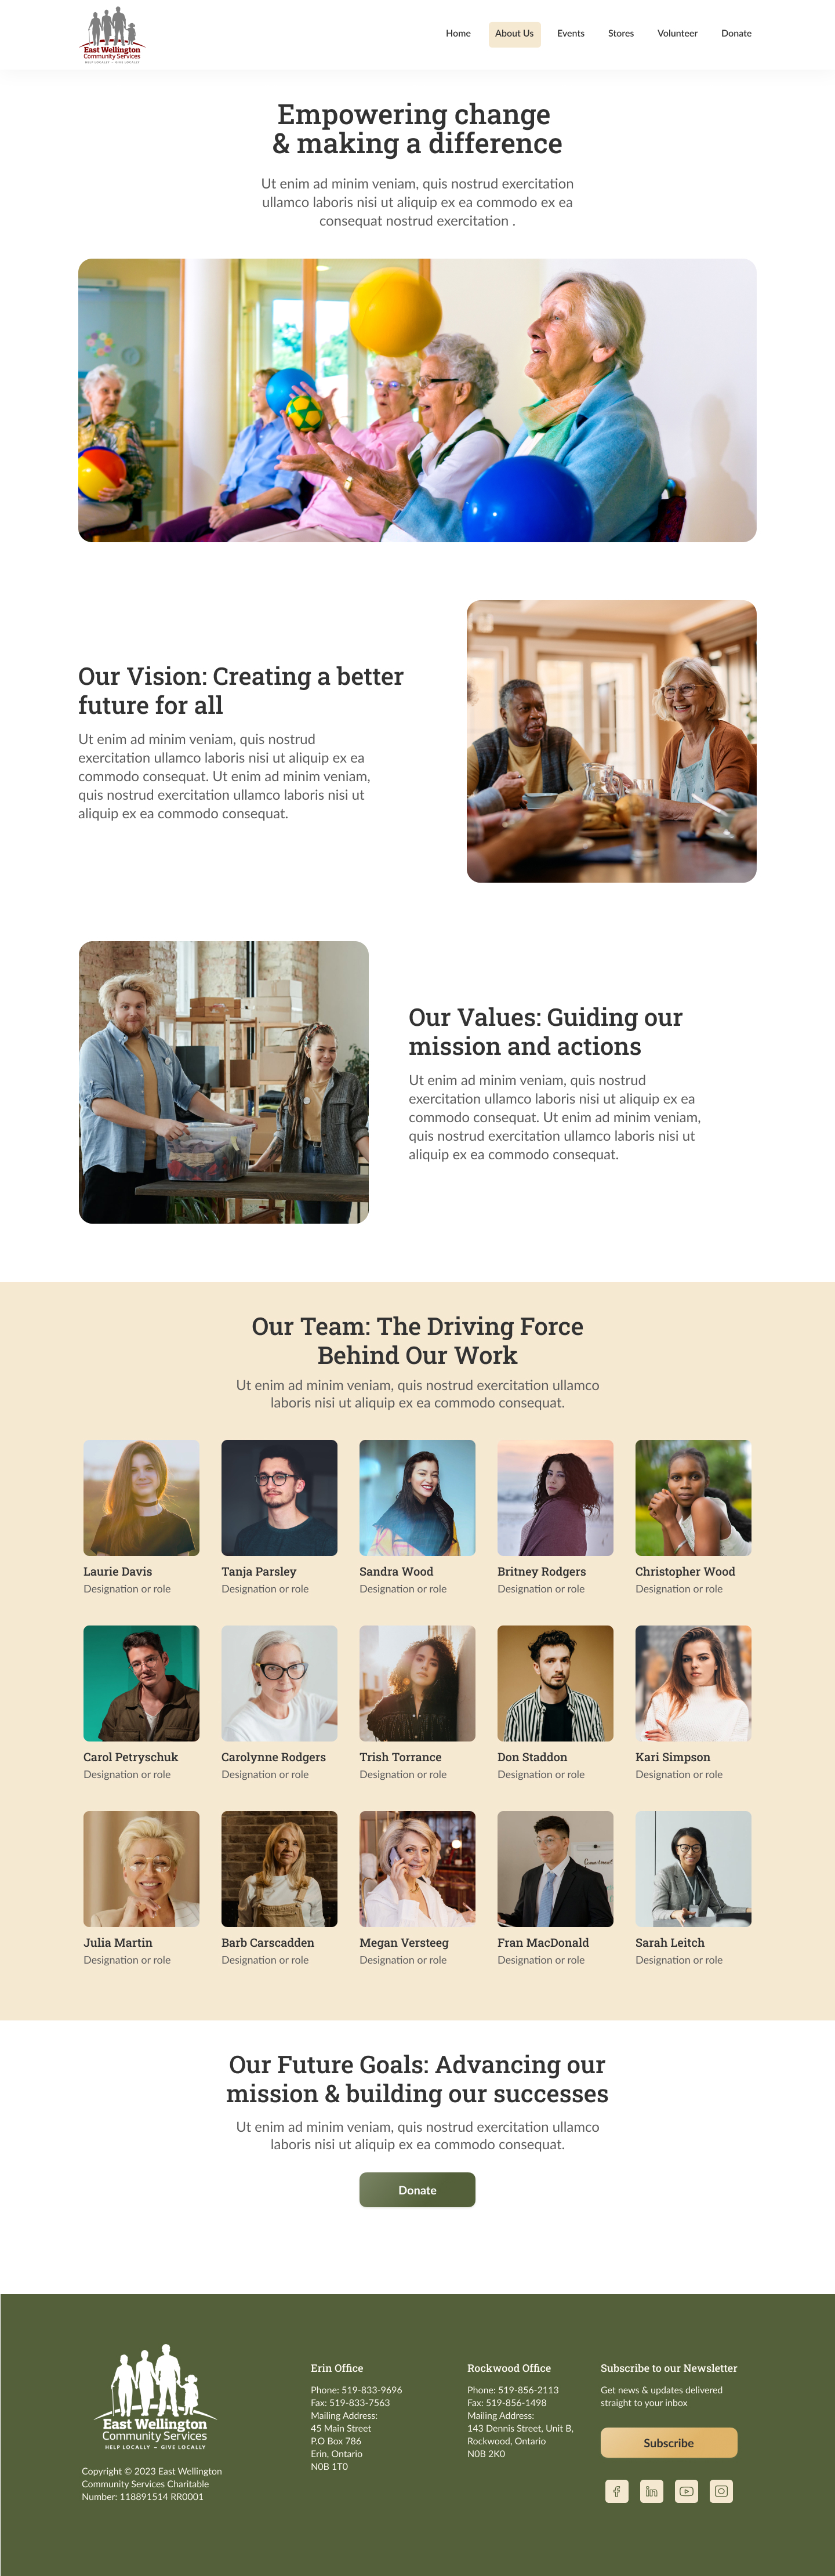 East Wellington
Community Services
HELP LOCALLY - GIVE LOCALLY
Home
About Us
Events
Stores
Volunteer
Donate
Empowering change
& making a difference
Ut enim ad minim veniam, quis nostrud exercitation
ullamco laboris nisi ut aliquip ex ea commodo ex ea
consequat nostrud exercitation .
Our Vision: Creating a better
future for all
Ut enim ad minim veniam, quis nostrud
exercitation ullamco laboris nisi ut aliquip ex ea
commodo consequat. Ut enim ad minim veniam,
quis nostrud exercitation ullamco laboris nisi ut
aliquip ex ea commodo consequat.
Our Values: Guiding our
mission and actions
Ut enim ad minim veniam, quis nostrud
exercitation ullamco laboris nisi ut aliquip ex ea
commodo consequat. Ut enim ad minim veniam,
quis nostrud exercitation ullamco laboris nisi ut
aliquip ex ea commodo consequat.
Our Team: The Driving Force
Behind Our Work
Ut enim ad minim veniam, quis nostrud exercitation ullamco
laboris nisi ut aliquip ex ea commodo consequat.
Laurie Davis
Designation or role
Tanja Parsley
Designation or role
Sandra Wood
Designation or role
Britney Rodgers
Designation or role
Christopher Wood
Designation or role
Carol Petryschuk
Designation or role
Carolynne Rodgers
Designation or role
Trish Torrance
Designation or role
Don Staddon
Designation or role
Kari Simpson
Designation or role
Julia Martin
Designation or role
Barb Carscadden
Designation or role
Megan Versteeg
Designation or role
Fran MacDonald
Designation or role
Sarah Leitch
Designation or role
Our Future Goals: Advancing our
mission & building our successes
Ut enim ad minim veniam, quis nostrud exercitation ullamco
laboris nisi ut aliquip ex ea commodo consequat.
Donate
East Wellington
Community Services
HELP LOCALLY - GIVE LOCALLY
Copyright © 2023 East Wellington
Community Services Charitable
Number: 118891514 RR0001
Erin Office
Phone: 519-833-9696
Fax: 519-833-7563
Mailing Address:
45 Main Street
P.O Box 786
Erin, Ontario
N0B 1T0
Rockwood Office
Phone: 519-856-2113
Fax: 519-856-1498
Mailing Address:
143 Dennis Street, Unit B,
Rockwood, Ontario
N0B 2K0
Subscribe to our Newsletter
Get news & updates delivered
straight to your inbox
Subscribe